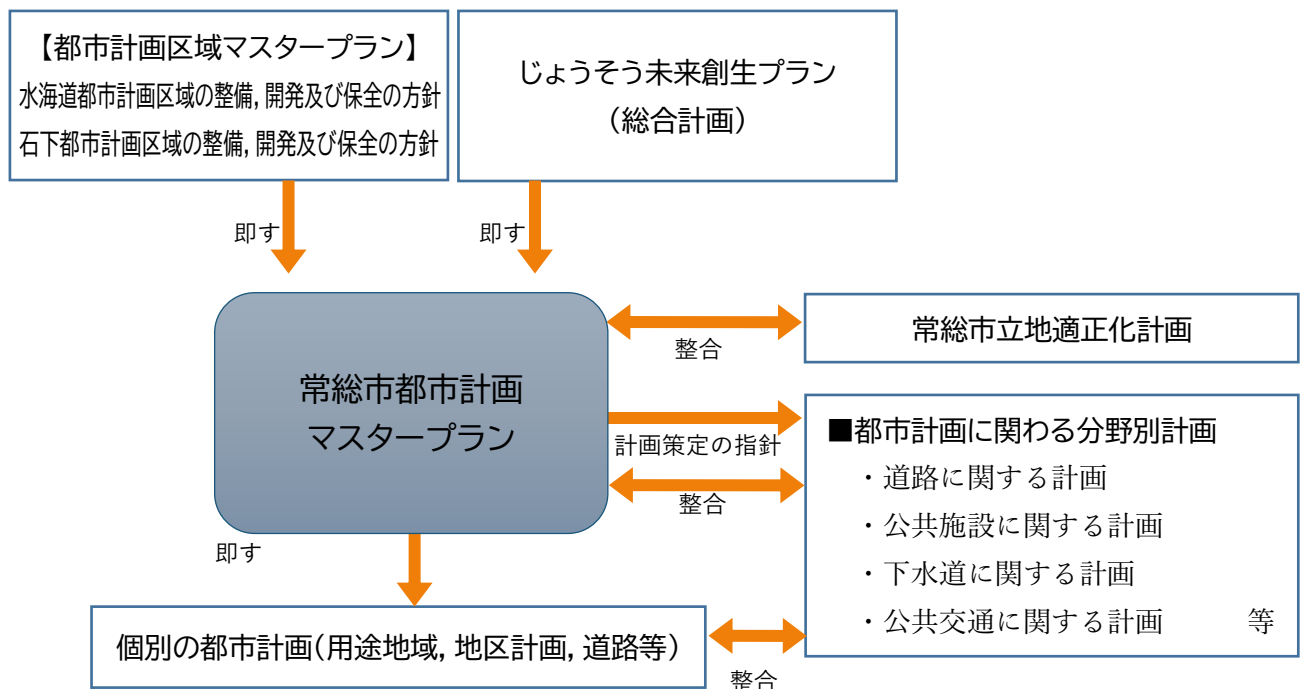 【都市計画区域マスタープラン】
水海道都市計画区域の整備,開発及び保全の方針
石下都市計画区域の整備,開発及び保全の方針
じょうそう未来創生プラン
(総合計画)
即す
即す
常総市都市計画
マスタープラン
整合
常総市立地適正化計画
計画策定の指針
整合
■都市計画に関わる分野別計画
・道路に関する計画
・公共施設に関する計画
・下水道に関する計画
・公共交通に関する計画 等
即す
個別の都市計画(用途地域, 地区計画, 道路等)
整合